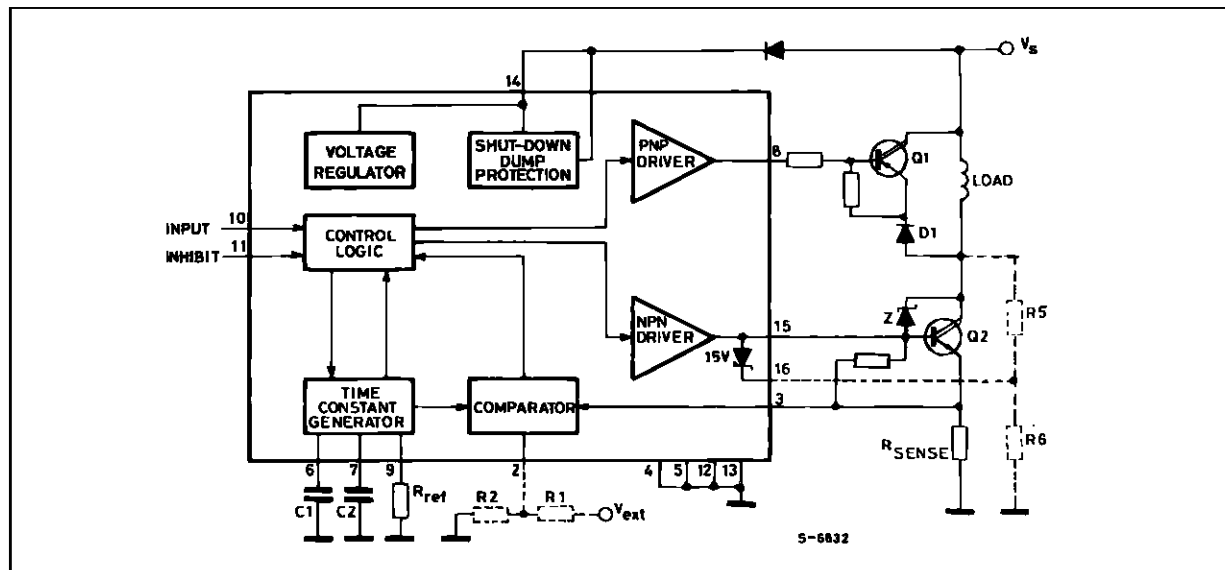 Vs
14
VOLTAGE
REGULATOR
SHUT-DOWN
DUMP
PROTECTION
PNP
DRIVER
8
Q1
LOAD
D1
INPUT 10
INHIBIT 11
CONTROL
LOGIC
NPN
DRIVER
15V
15
16
3
Z
Q2
R5
TIME
CONSTANT
GENERATOR
COMPARATOR
RSENSE
R6
6
7
9
2
4
5
12
13
C1
C2
Rref
R2
R1
Vext
S-6832